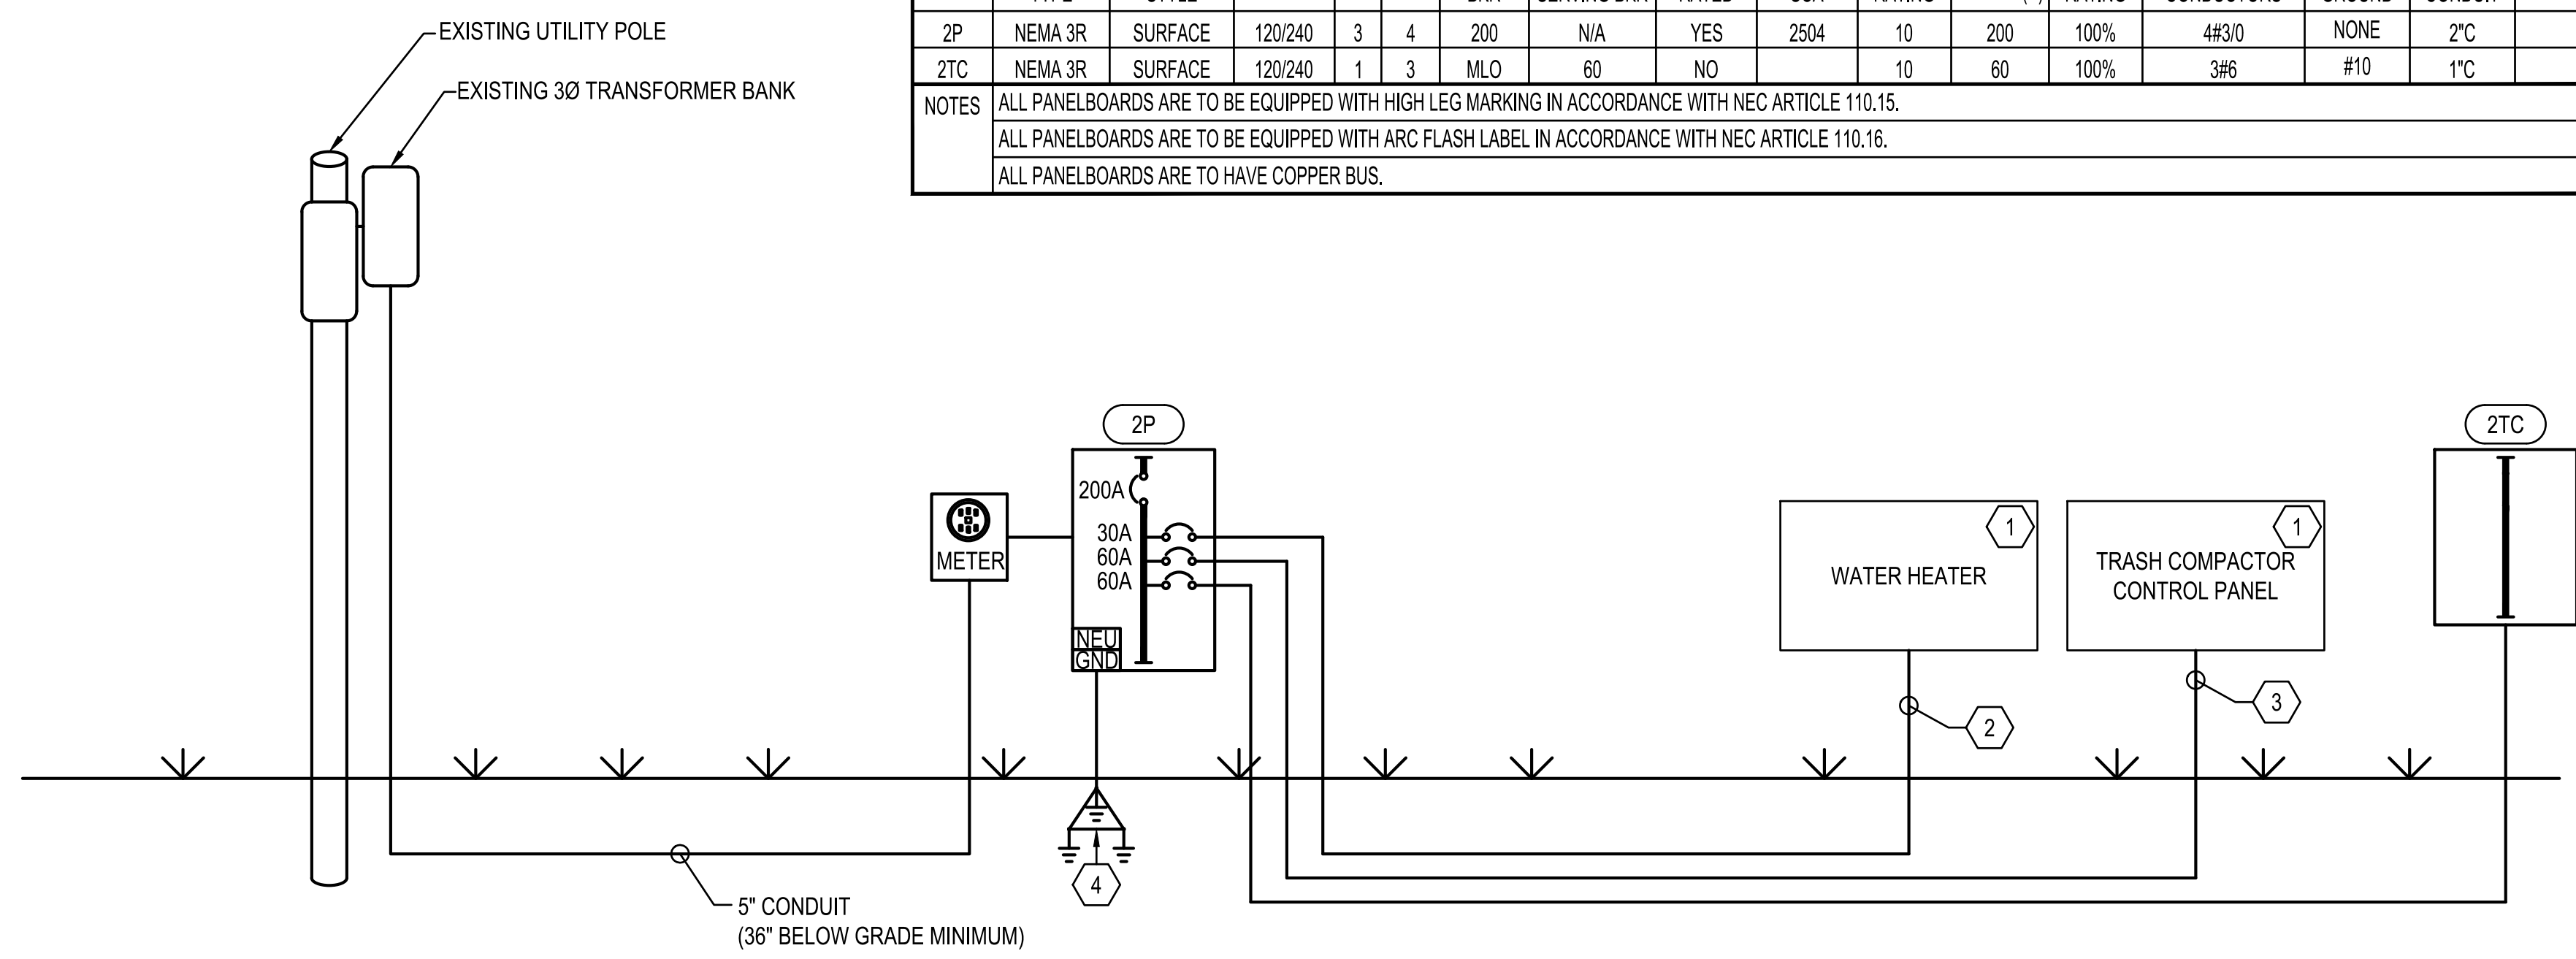 2P NEMA 3R SURFACE 120/240 3 4 200 N/A YES 2504 10 200 100% 4#3/0 NONE 2"C
2TC NEMA 3R SURFACE 120/240 1 3 MLO 60 NO 10 60 100% 3#6 #10 1"C
NOTES ALL PANELBOARDS ARE TO BE EQUIPPED WITH HIGH LEG MARKING IN ACCORDANCE WITH NEC ARTICLE 110.15.
ALL PANELBOARDS ARE TO BE EQUIPPED WITH ARC FLASH LABEL IN ACCORDANCE WITH NEC ARTICLE 110.16.
ALL PANELBOARDS ARE TO HAVE COPPER BUS.
EXISTING UTILITY POLE
EXISTING 3Ø TRANSFORMER BANK
2P
200A
30A
60A
60A
NEU
GND
METER
1
WATER HEATER
1
TRASH COMPACTOR
CONTROL PANEL
2TC
2
3
4
5" CONDUIT
(36" BELOW GRADE MINIMUM)